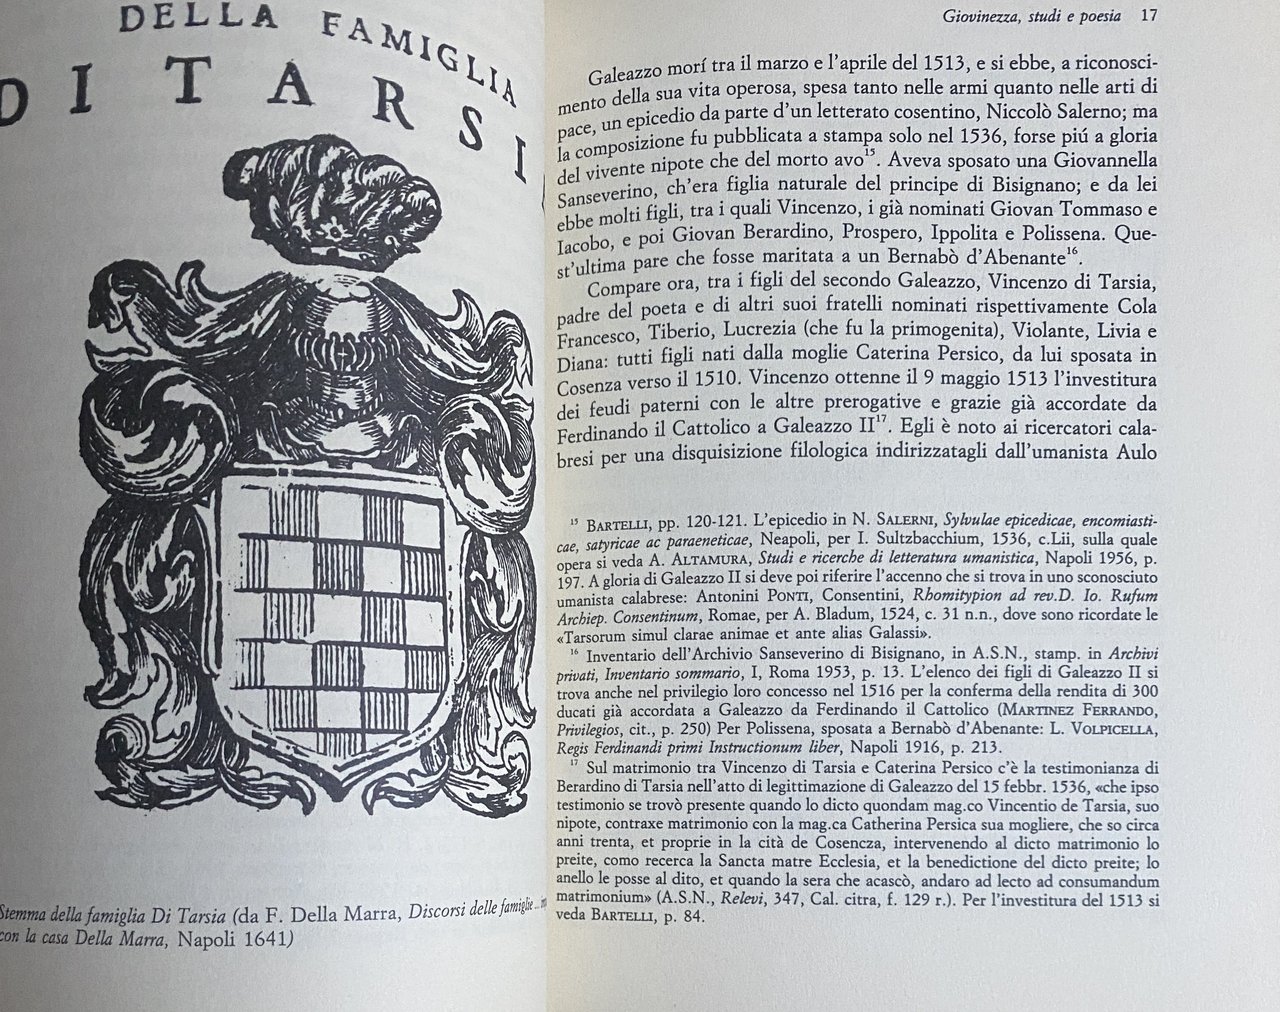 DELLA FAMIGLIA
DI TARSI
Stemma della famiglia Di Tarsia (da F. Della Marra, Discorsi delle famiglie ...
con la casa Della Marra, Napoli 1641)
Giovinezza, studi e poesia 17
Galeazzo morí tra il marzo e l'aprile del 1513, e si ebbe, a riconosci-
mento della sua vita operosa, spesa tanto nelle armi quanto nelle arti di
pace, un epicedio da parte d'un letterato cosentino, Niccolò Salerno; ma
la composizione fu pubblicata a stampa solo nel 1536, forse piú a gloria
del vivente nipote che del morto avo15. Aveva sposato una Giovannella
Sanseverino, ch'era figlia naturale del principe di Bisignano; e da lei
ebbe molti figli, tra i quali Vincenzo, i già nominati Giovan Tommaso e
Iacobo, e poi Giovan Berardino, Prospero, Ippolita e Polissena. Que-
st'ultima pare che fosse maritata a un Bernabò d'Abenante16.
Compare ora, tra i figli del secondo Galeazzo, Vincenzo di Tarsia,
padre del poeta e di altri suoi fratelli nominati rispettivamente Cola
Francesco, Tiberio, Lucrezia (che fu la primogenita), Violante, Livia e
Diana: tutti figli nati dalla moglie Caterina Persico, da lui sposata in
Cosenza verso il 1510. Vincenzo ottenne il 9 maggio 1513 l'investitura
dei feudi paterni con le altre prerogative e grazie già accordate da
Ferdinando il Cattolico a Galeazzo II17. Egli è noto ai ricercatori cala-
bresi per una disquisizione filologica indirizzatagli dall'umanista Aulo
15 BARTELLI, pp. 120-121. L'epicedio in N. SALERNI, Sylvulae epicedicae, encomiasti-
cae, satyricae ac paraeneticae, Neapoli, per I. Sultzbacchium, 1536, c.Lii, sulla quale
opera si veda A. ALTAMURA, Studi e ricerche di letteratura umanistica, Napoli 1956, p.
197. A gloria di Galeazzo II si deve poi riferire l'accenno che si trova in uno sconosciuto
umanista calabrese: Antonini PONTI, Consentini, Rhomitypion ad rev.D. Io. Rufum
Archiep. Consentinum, Romae, per A. Bladum, 1524, c. 31 n.n., dove sono ricordate le
«Tarsorum simul clarae animae et ante alias Galassi».
16 Inventario dell'Archivio Sanseverino di Bisignano, in A.S.N., stamp. in Archivi
privati, Inventario sommario, I, Roma 1953, p. 13. L'elenco dei figli di Galeazzo II si
trova anche nel privilegio loro concesso nel 1516 per la conferma della rendita di 300
ducati già accordata a Galeazzo da Ferdinando il Cattolico (MARTINEZ FERRANDO,
Privilegios, cit., p. 250) Per Polissena, sposata a Bernabò d'Abenante: L. VOLPICELLA,
Regis Ferdinandi primi Instructionum liber, Napoli 1916, p. 213.
17 Sul matrimonio tra Vincenzo di Tarsia e Caterina Persico c'è la testimonianza di
Berardino di Tarsia nell'atto di legittimazione di Galeazzo del 15 febbr. 1536, «che ipso
testimonio se trovò presente quando lo dicto quondam mag.co Vincentio de Tarsia, suo
nipote, contraxe matrimonio con la mag.ca Catherina Persica sua mogliere, che so circa
anni trenta, et proprie in la cità de Cosencza, intervenendo al dicto matrimonio lo
preite, como recerca la Sancta matre Ecclesia, et la benedictione del dicto preite; lo
anello le posse al dito, et quando la sera che acascò, andaro ad lecto ad consumandum
matrimonium» (A.S.N., Relevi, 347, Cal. citra, f. 129 r.). Per l'investitura del 1513 si
veda BARTELLI, p. 84.